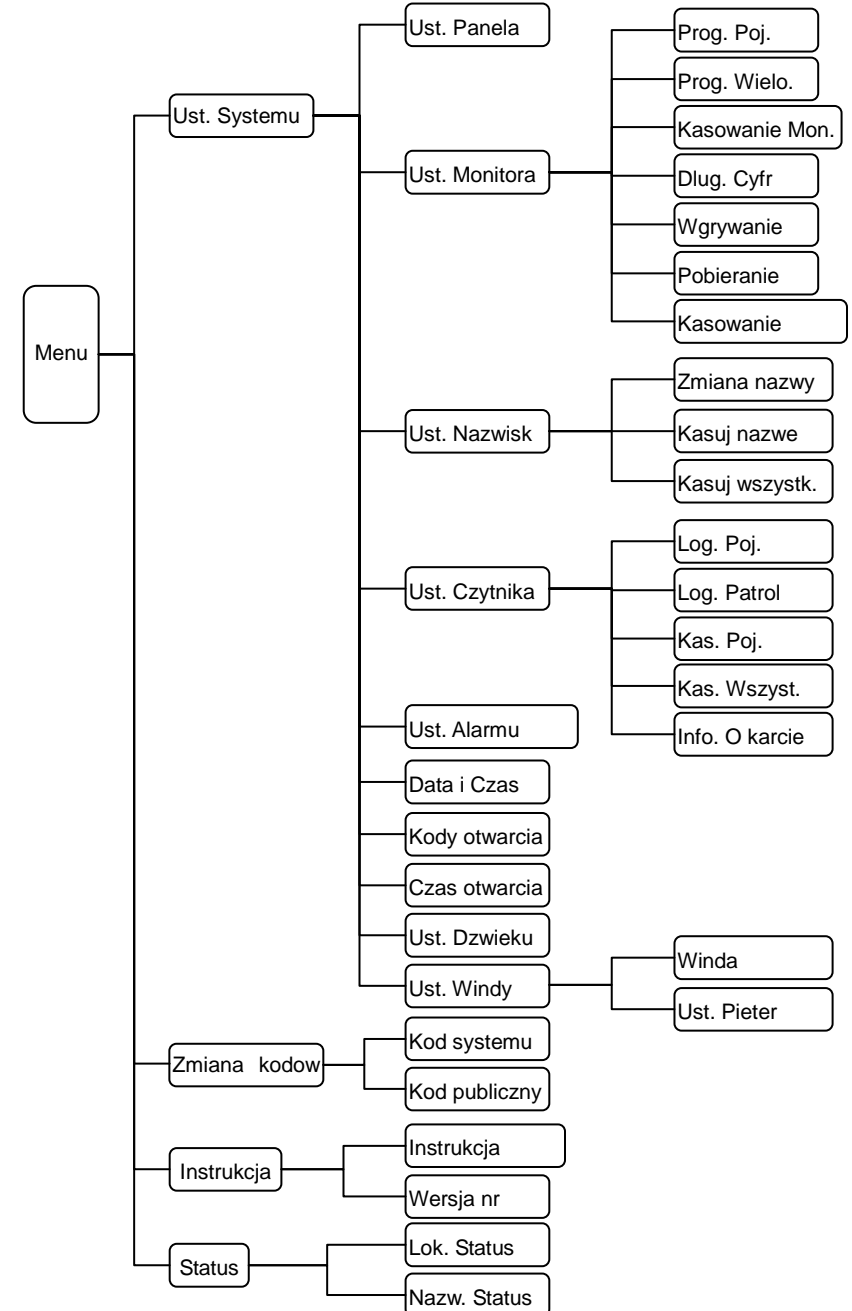 Menu
Ust. Systemu
Ust. Panela
Ust. Monitora
Prog. Poj.
Prog. Wielo.
Kasowanie Mon.
Dlug. Cyfr
Wgrywanie
Pobieranie
Kasowanie
Ust. Nazwisk
Zmiana nazwy
Kasuj nazwe
Kasuj wszystk.
Ust. Czytnika
Log. Poj.
Log. Patrol
Kas. Poj.
Kas. Wszyst.
Info. O karcie
Ust. Alarmu
Data i Czas
Kody otwarcia
Czas otwarcia
Ust. Dzwieku
Ust. Windy
Winda
Ust. Pieter
Zmiana kodow
Kod systemu
Kod publiczny
Instrukcja
Instrukcja
Wersja nr
Status
Lok. Status
Nazw. Status